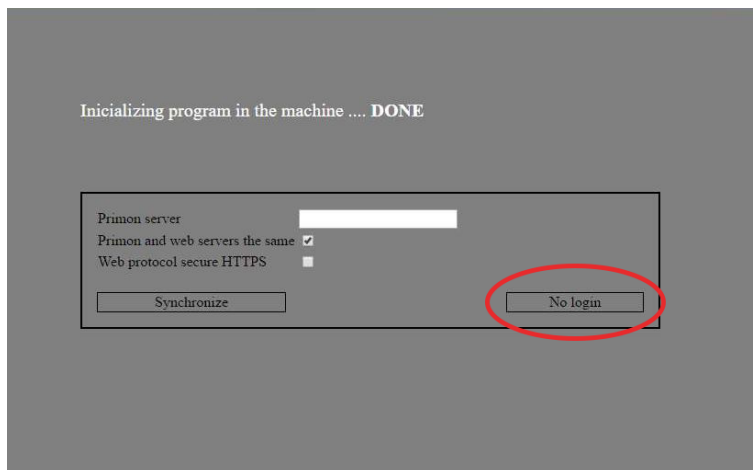 Inicializing program in the machine .... DONE
Primon server
Primon and web servers the same
Web protocol secure HTTPS
Synchronize No login